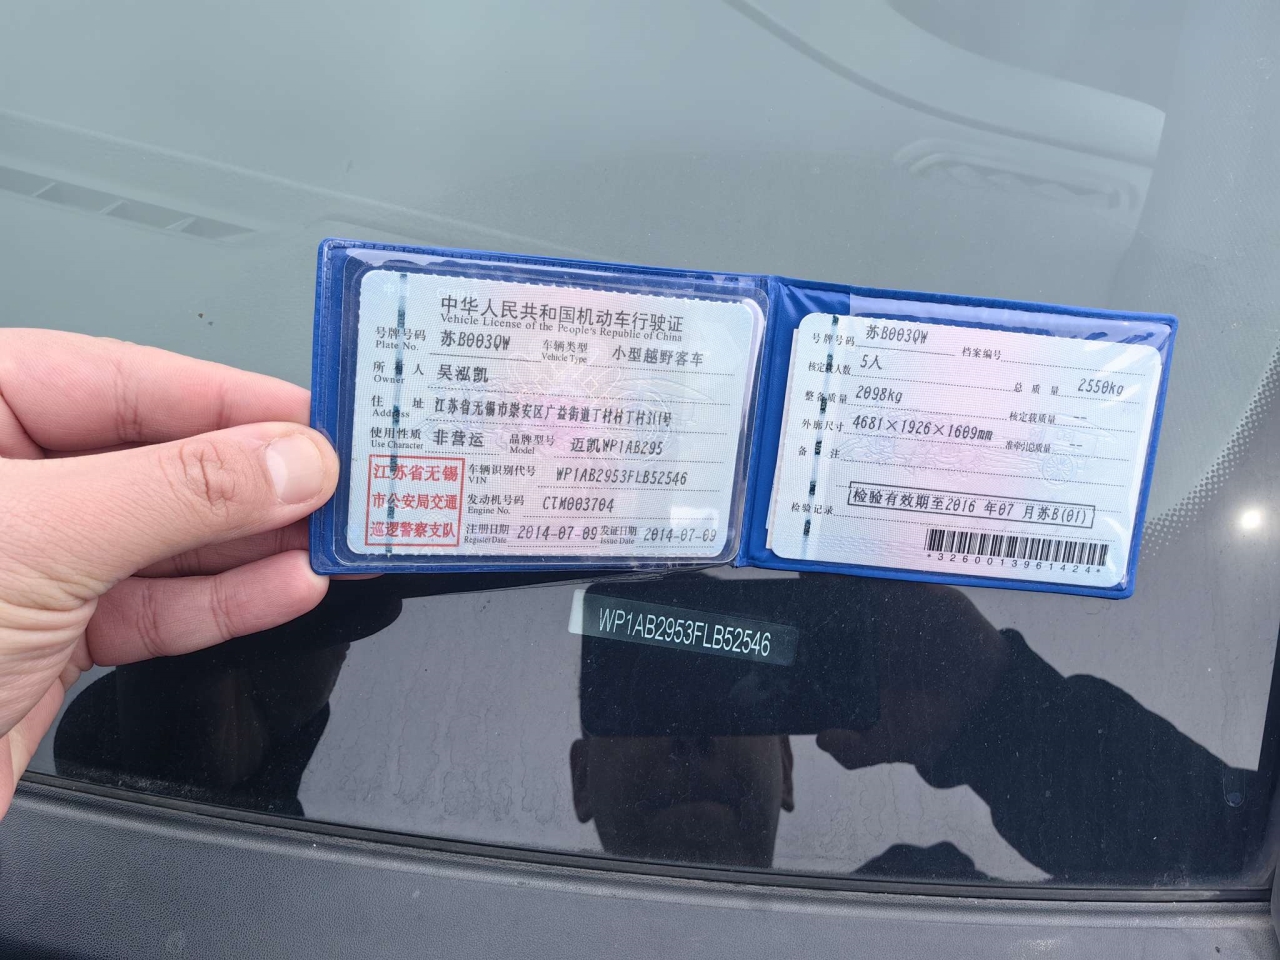 中华人民共和国机动车行驶证
Vehicle License of the People's Republic of China
号牌号码 苏B003QW 车辆类型 小型越野客车
Plate No. Vehicle Type
所有人 吴泓凯
Owner
住址 江苏省无锡市崇安区广益街道丁村村丁村311号
Address
使用性质 非营运 品牌型号 迈凯WP1AB295
Use Character Model
江苏省无锡
市公安局交通
巡逻警察支队
车辆识别代号 WP1AB2953FLB52546
VIN
发动机号码 CTM003704
Engine No.
注册日期 2014-07-09 发证日期 2014-07-09
Register Date Issue Date
号牌号码 苏B003QW 档案编号
核定载人数 5人 总质量 2550kg
整备质量 2098kg 核定载质量 --
外廓尺寸 4681×1926×1609mm 准牵引总质量 --
备注
检验记录 检验有效期至2016 年07 月苏B(01)
*3260013961424*
WP1AB2953FLB52546